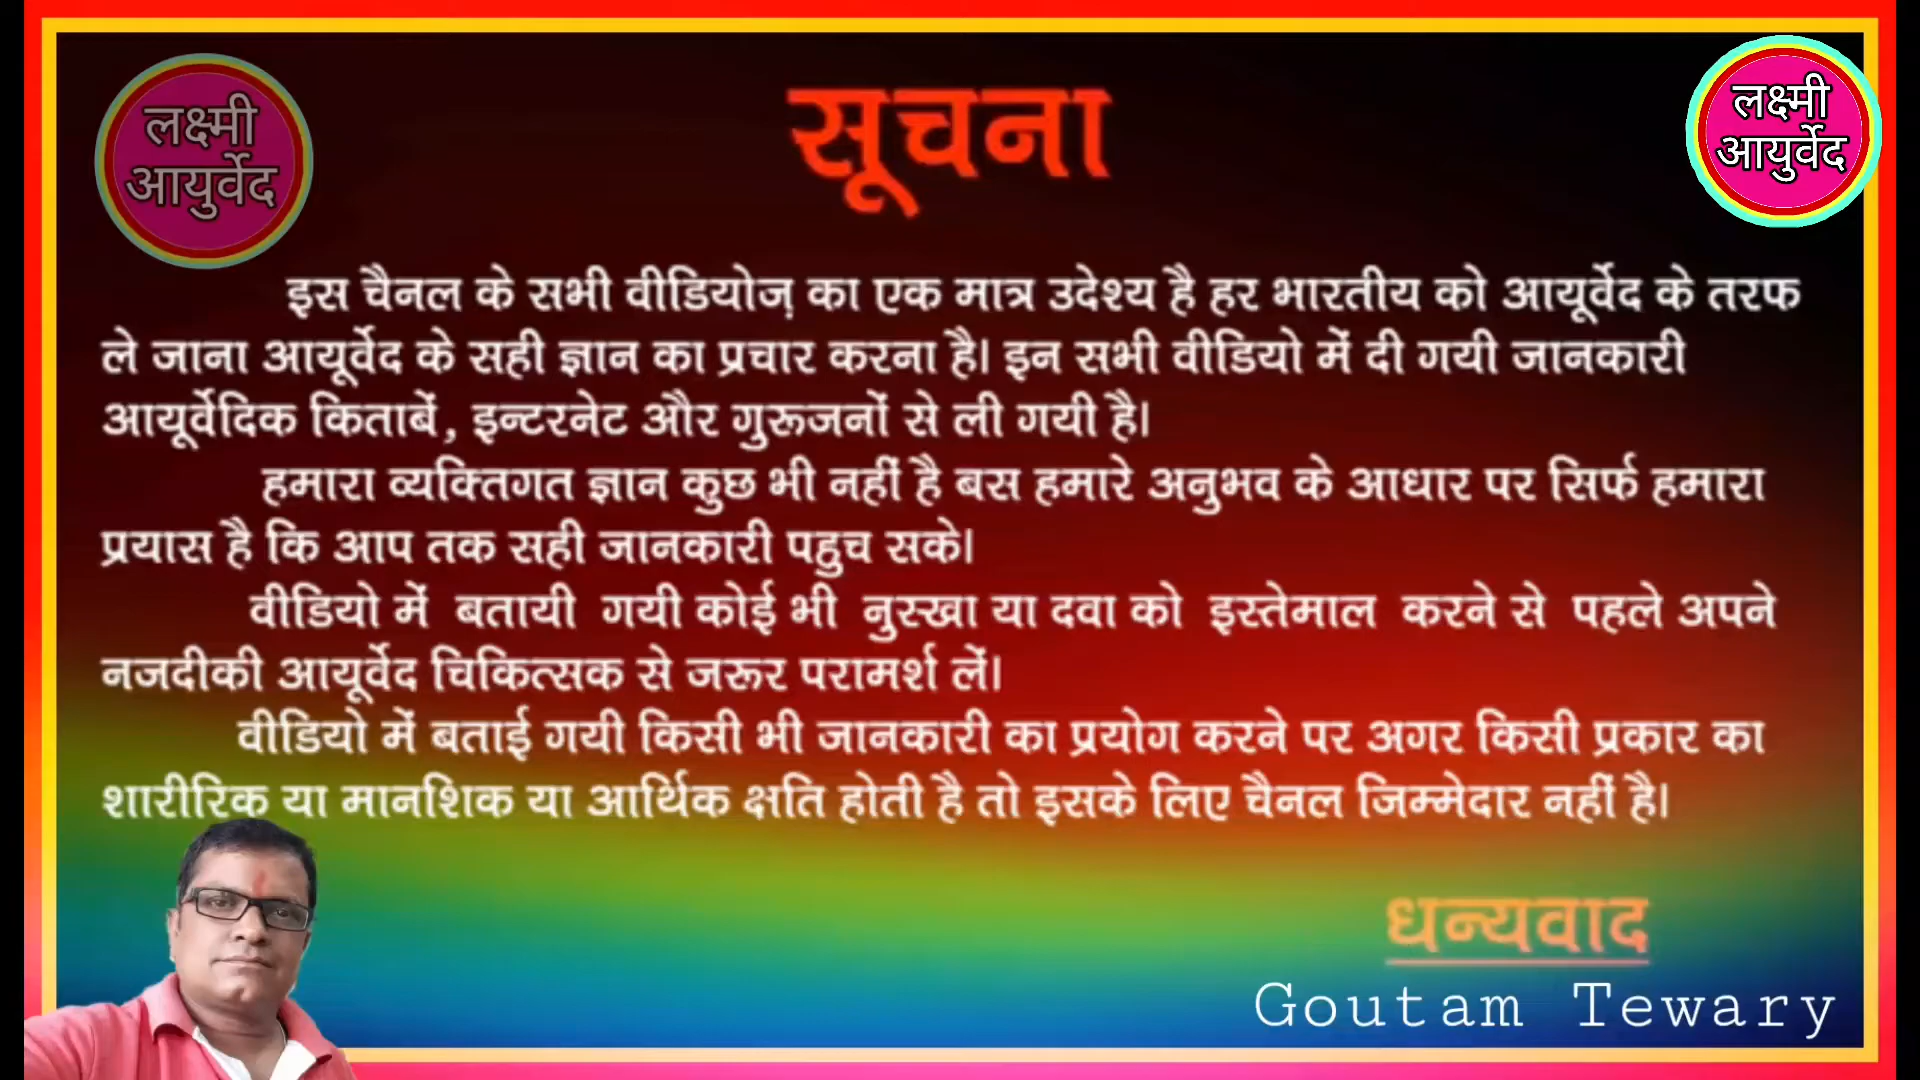 लक्ष्मी
आयुर्वेद
लक्ष्मी
आयुर्वेद
सूचना
इस चैनल के सभी वीडियोज़ का एक मात्र उदेश्य है हर भारतीय को आयूर्वेद के तरफ
ले जाना आयूर्वेद के सही ज्ञान का प्रचार करना है। इन सभी वीडियो में दी गयी जानकारी
आयूर्वेदिक किताबें, इन्टरनेट और गुरुजनों से ली गयी है।
हमारा व्यक्तिगत ज्ञान कुछ भी नहीं है बस हमारे अनुभव के आधार पर सिर्फ हमारा
प्रयास है कि आप तक सही जानकारी पहुच सके।
वीडियो में बतायी गयी कोई भी नुस्खा या दवा को इस्तेमाल करने से पहले अपने
नजदीकी आयूर्वेद चिकित्सक से जरूर परामर्श लें।
वीडियो में बताई गयी किसी भी जानकारी का प्रयोग करने पर अगर किसी प्रकार का
शारीरिक या मानशिक या आर्थिक क्षति होती है तो इसके लिए चैनल जिम्मेदार नहीं है।
धन्यवाद
Goutam Tewary